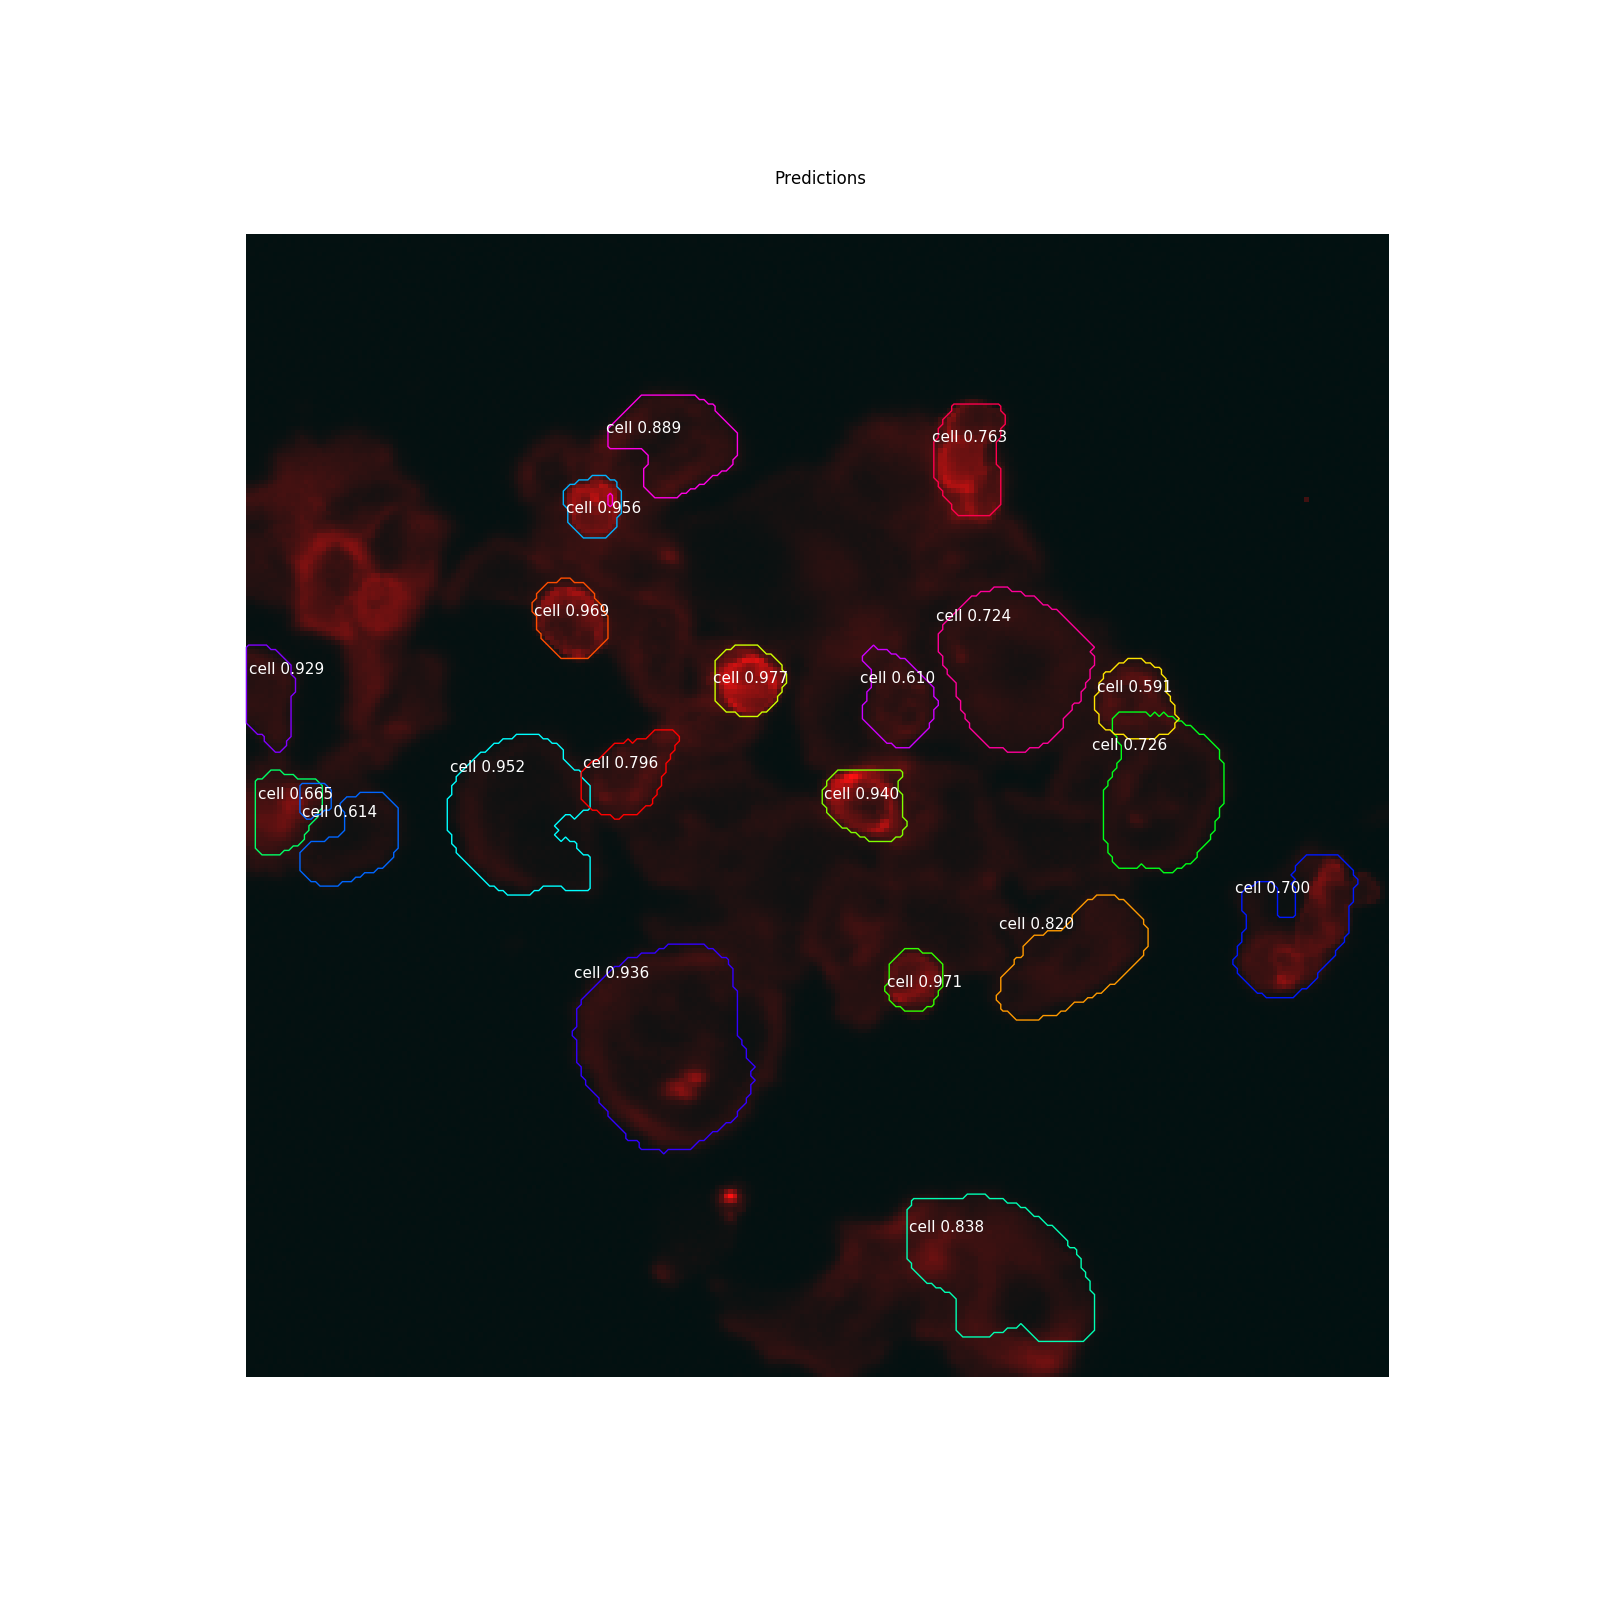 Predictions
cell 0.889
cell 0.763
cell 0.956
cell 0.969
cell 0.724
cell 0.929
cell 0.977
cell 0.610
cell 0.591
cell 0.726
cell 0.952
cell 0.796
cell 0.665
cell 0.940
cell 0.614
cell 0.700
cell 0.820
cell 0.936
cell 0.971
cell 0.838